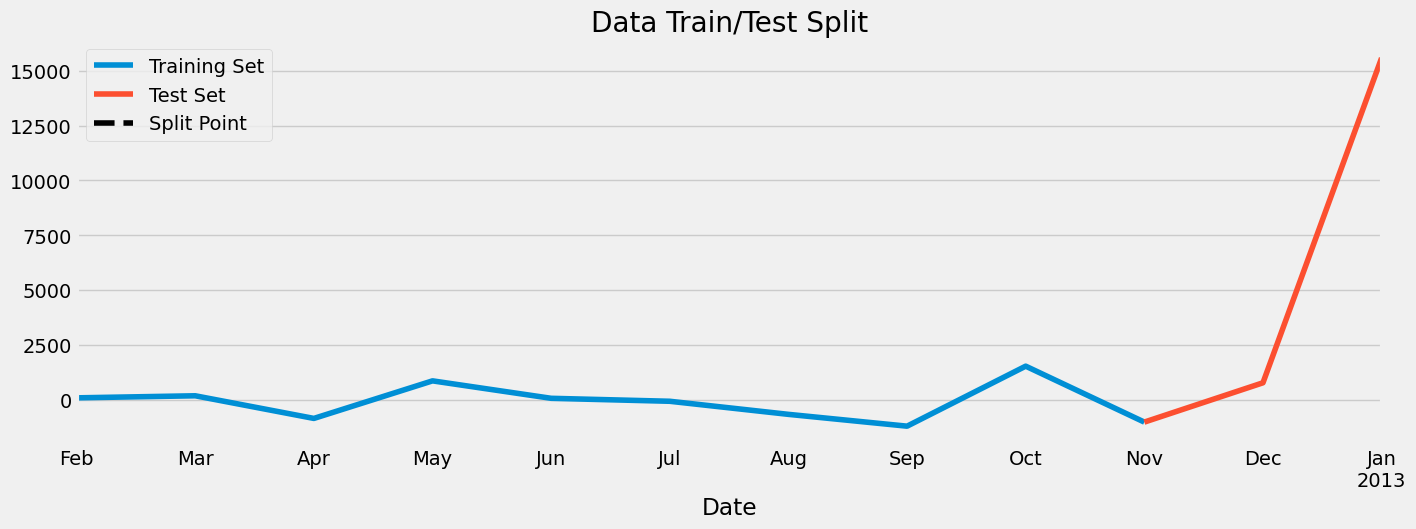 Data Train/Test Split
Training Set
Test Set
Split Point
15000
12500
10000
7500
5000
2500
0
Feb Mar Apr May Jun Jul Aug Sep Oct Nov Dec Jan
2013
Date